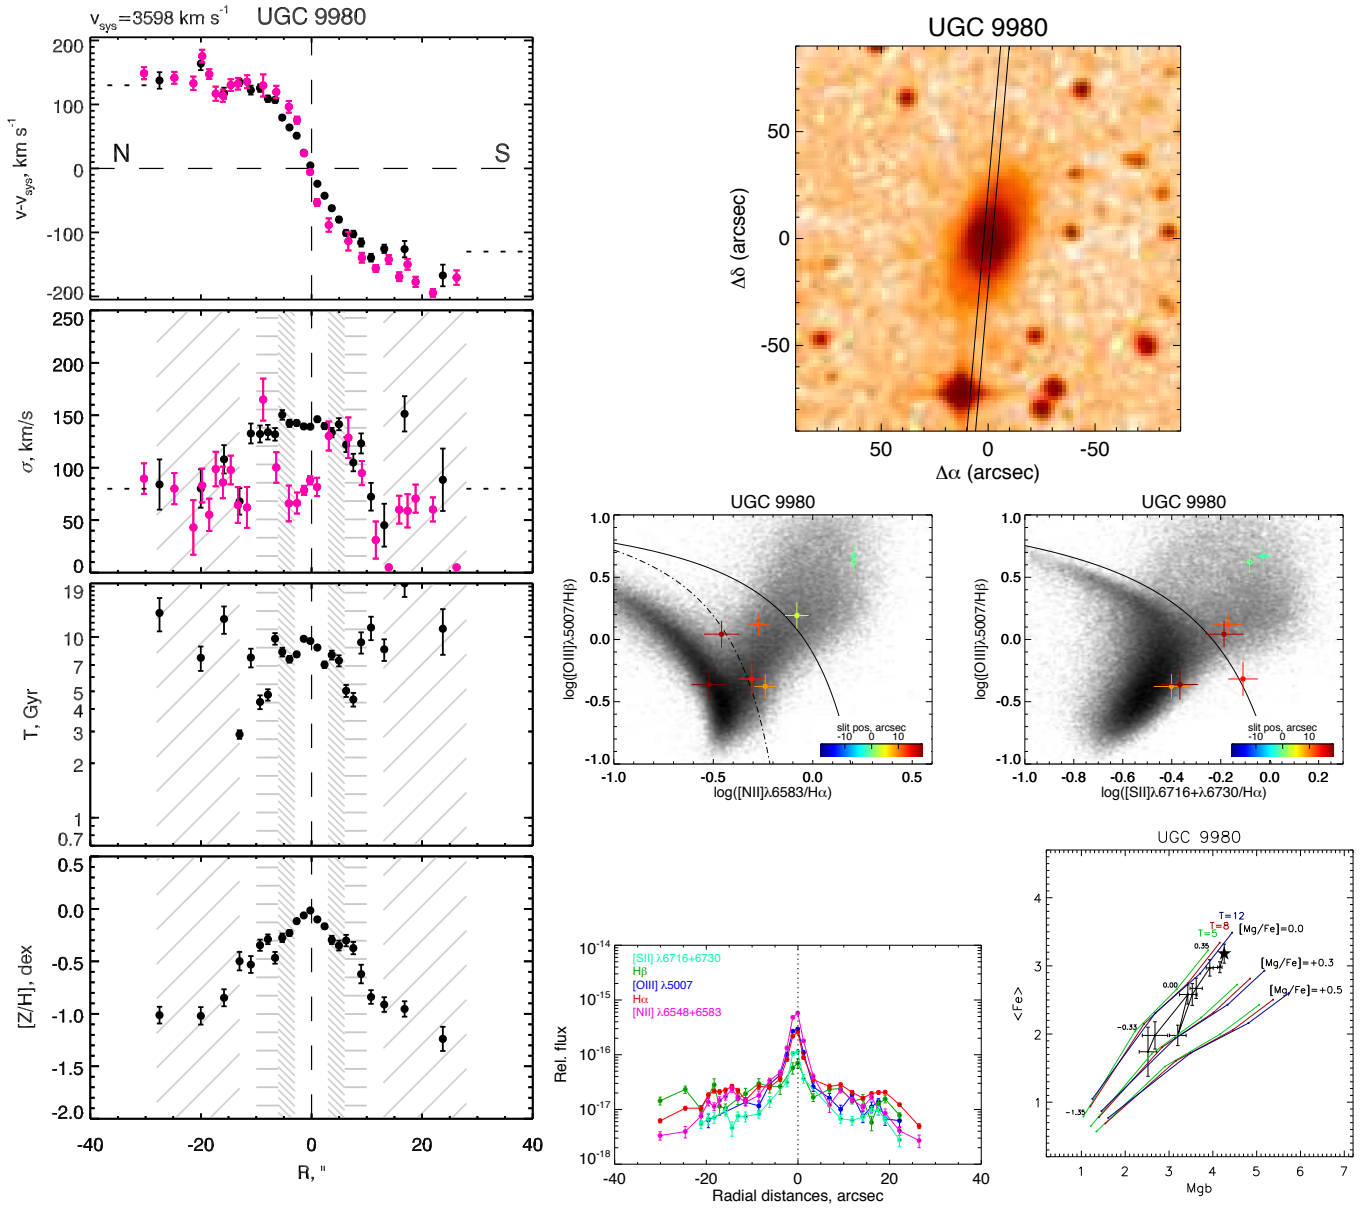 v_sys=3598 km s⁻¹ UGC 9980
200
100
0
-100
-200
v-v_sys, km s⁻¹
N
S
-40 -20 0 20 40
250
200
150
100
50
0
σ, km/s
19
10
7
5
4
3
2
1
0.7
T, Gyr
0.5
0.0
-0.5
-1.0
-1.5
-2.0
[Z/H], dex
-40 -20 0 20 40
R, "
UGC 9980
50
0
-50
Δδ (arcsec)
50 0 -50
Δα (arcsec)
UGC 9980
1.0
0.5
0.0
-0.5
-1.0
log([OIII]λ5007/Hβ)
slit pos, arcsec
-10 0 10
-1.0 -0.5 0.0 0.5
log([NII]λ6583/Hα)
UGC 9980
1.0
0.5
0.0
-0.5
-1.0
log([OIII]λ5007/Hβ)
slit pos, arcsec
-10 0 10
-1.0 -0.8 -0.6 -0.4 -0.2 0.0 0.2
log([SII]λ6716+λ6730/Hα)
10⁻¹⁴
10⁻¹⁵
10⁻¹⁶
10⁻¹⁷
10⁻¹⁸
Rel. flux
[SII] λ6716+6730
Hβ
[OIII] λ5007
Hα
[NII] λ6548+6583
-40 -20 0 20 40
Radial distances, arcsec
UGC 9980
4
3
2
1
<Fe>
T=12
T=8
T=5
[Mg/Fe]=0.0
[Mg/Fe]=+0.3
[Mg/Fe]=+0.5
0.35
0.00
-0.33
-1.35
1 2 3 4 5 6 7
Mgb